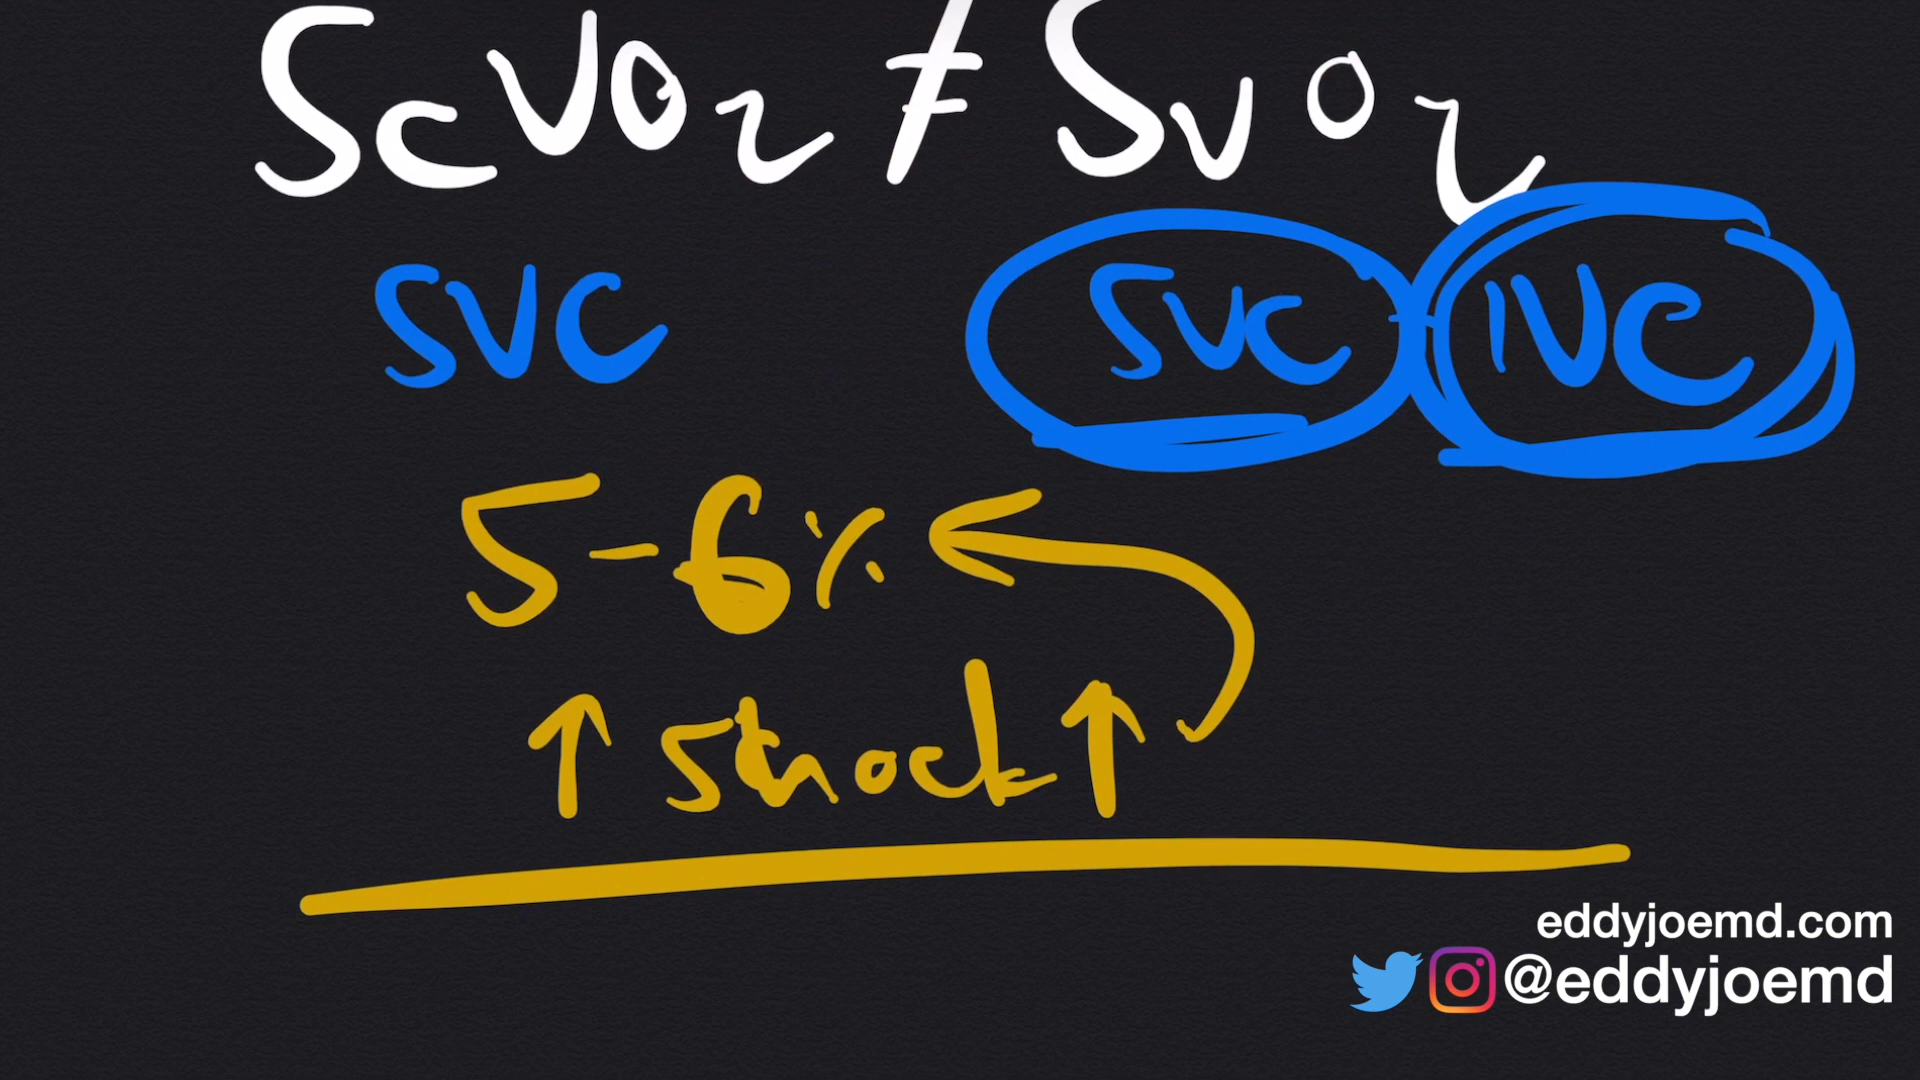 ScVO2 ≠ SvO2
SVC SVC + IVC
5-6%
↑ shock ↑
eddyjoemd.com
@eddyjoemd